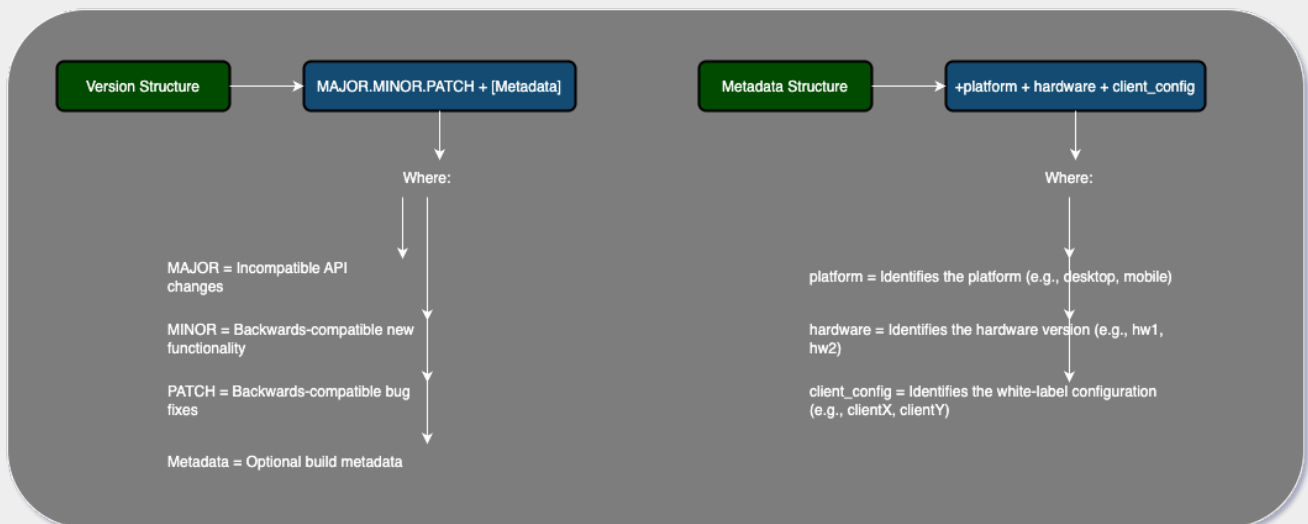 Version Structure
MAJOR.MINOR.PATCH + [Metadata]
Where:
MAJOR = Incompatible API
changes
MINOR = Backwards-compatible new
functionality
PATCH = Backwards-compatible bug
fixes
Metadata = Optional build metadata
Metadata Structure
+platform + hardware + client_config
Where:
platform = Identifies the platform (e.g., desktop, mobile)
hardware = Identifies the hardware version (e.g., hw1,
hw2)
client_config = Identifies the white-label configuration
(e.g., clientX, clientY)